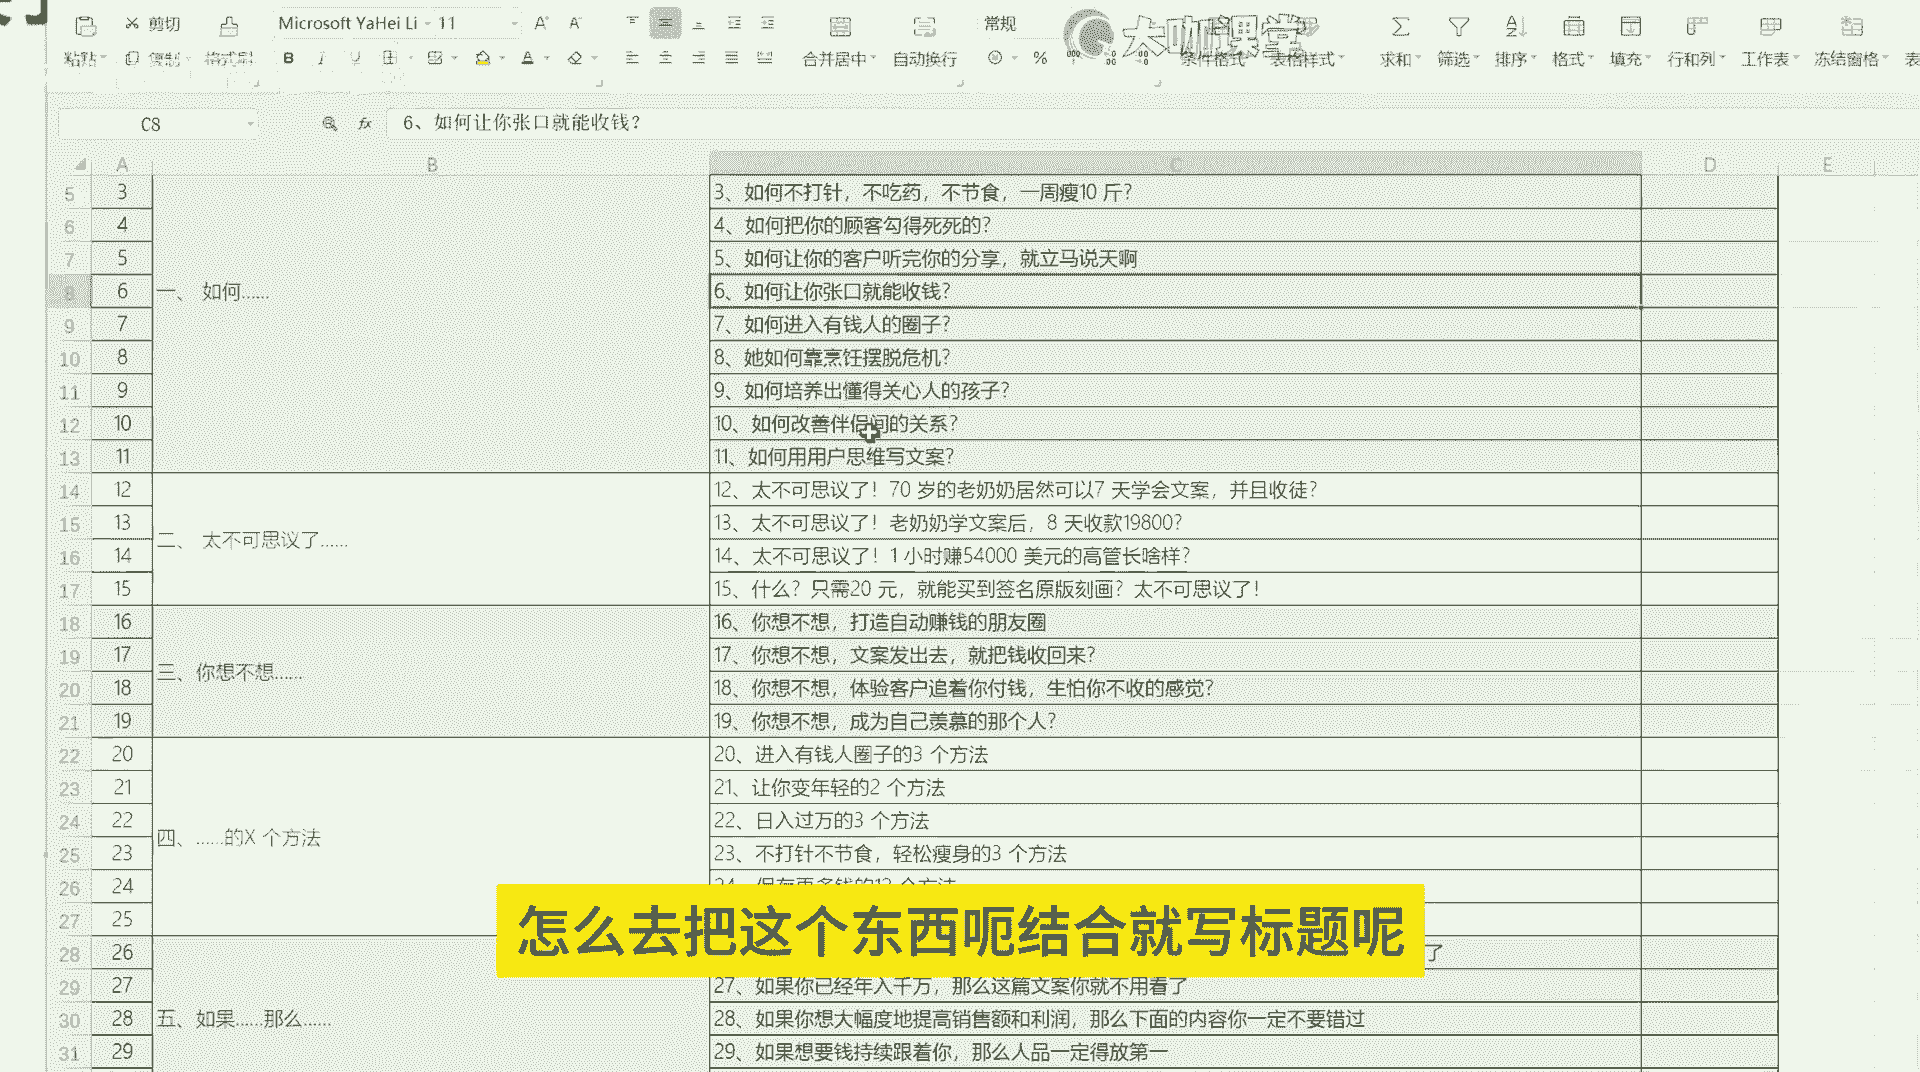 剪切
Microsoft YaHei Li
11
常规
大咖课堂
粘贴
复制
格式刷
合并居中
自动换行
条件格式
表格样式
求和
筛选
排序
格式
填充
行和列
工作表
冻结窗格
C8
fx
6、如何让你张口就能收钱？
A B C D E
5 3 3、如何不打针，不吃药，不节食，一周瘦10 斤？
6 4 4、如何把你的顾客勾得死死的？
7 5 5、如何让你的客户听完你的分享，就立马说天啊
8 6 一、 如何…… 6、如何让你张口就能收钱？
9 7 7、如何进入有钱人的圈子？
10 8 8、她如何靠烹饪摆脱危机？
11 9 9、如何培养出懂得关心人的孩子？
12 10 10、如何改善伴侣间的关系？
13 11 11、如何用用户思维写文案？
14 12 12、太不可思议了！70 岁的老奶奶居然可以7 天学会文案，并且收徒？
15 13 二、 太不可思议了…… 13、太不可思议了！老奶奶学文案后，8 天收款19800？
16 14 14、太不可思议了！1 小时赚54000 美元的高管长啥样？
17 15 15、什么？只需20 元，就能买到签名原版刻画？太不可思议了！
18 16 16、你想不想，打造自动赚钱的朋友圈
19 17 三、你想不想…… 17、你想不想，文案发出去，就把钱收回来？
20 18 18、你想不想，体验客户追着你付钱，生怕你不收的感觉？
21 19 19、你想不想，成为自己羡慕的那个人？
22 20 20、进入有钱人圈子的3 个方法
23 21 21、让你变年轻的2 个方法
24 22 四、……的X 个方法 22、日入过万的3 个方法
25 23 23、不打针不节食，轻松瘦身的3 个方法
26 24
27 25
28 26 了
怎么去把这个东西呃结合就写标题呢
29 27 27、如果你已经年入千万，那么这篇文案你就不用看了
30 28 五、如果……那么…… 28、如果你想大幅度地提高销售额和利润，那么下面的内容你一定不要错过
31 29 29、如果想要钱持续跟着你，那么人品一定得放第一